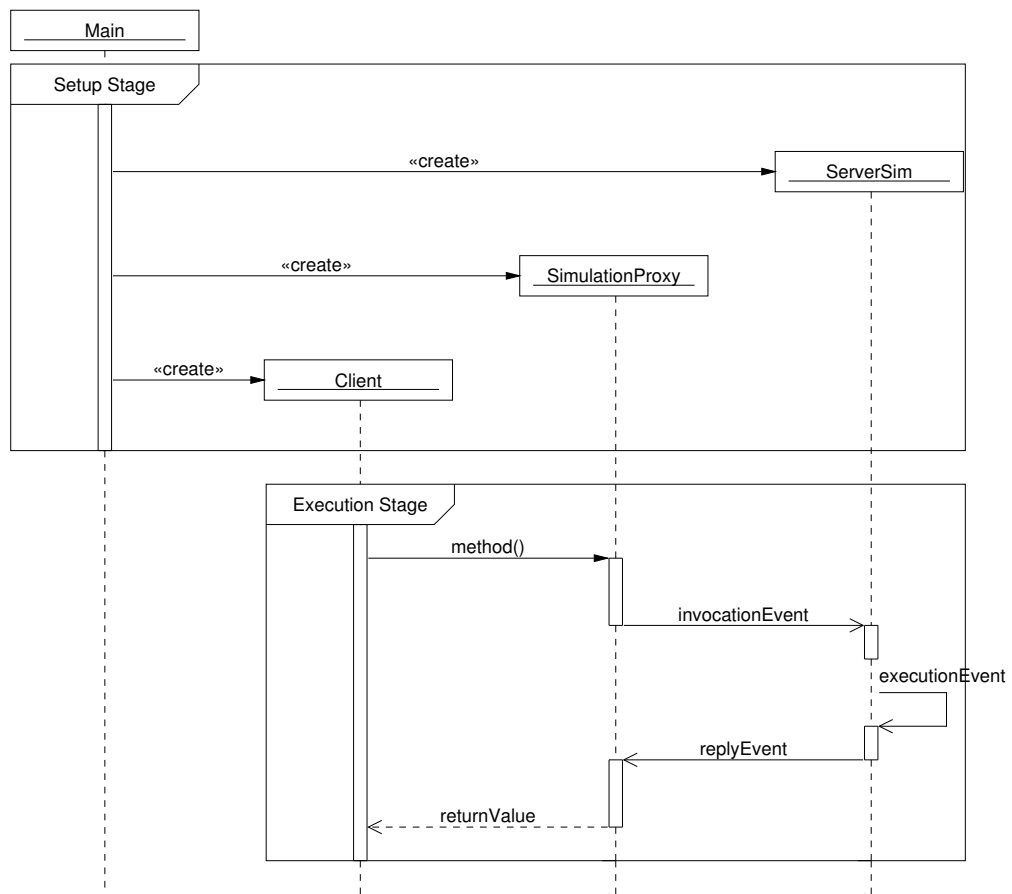 Main
Setup Stage
«create»
ServerSim
«create»
SimulationProxy
«create»
Client
Execution Stage
method()
invocationEvent
executionEvent
replyEvent
returnValue